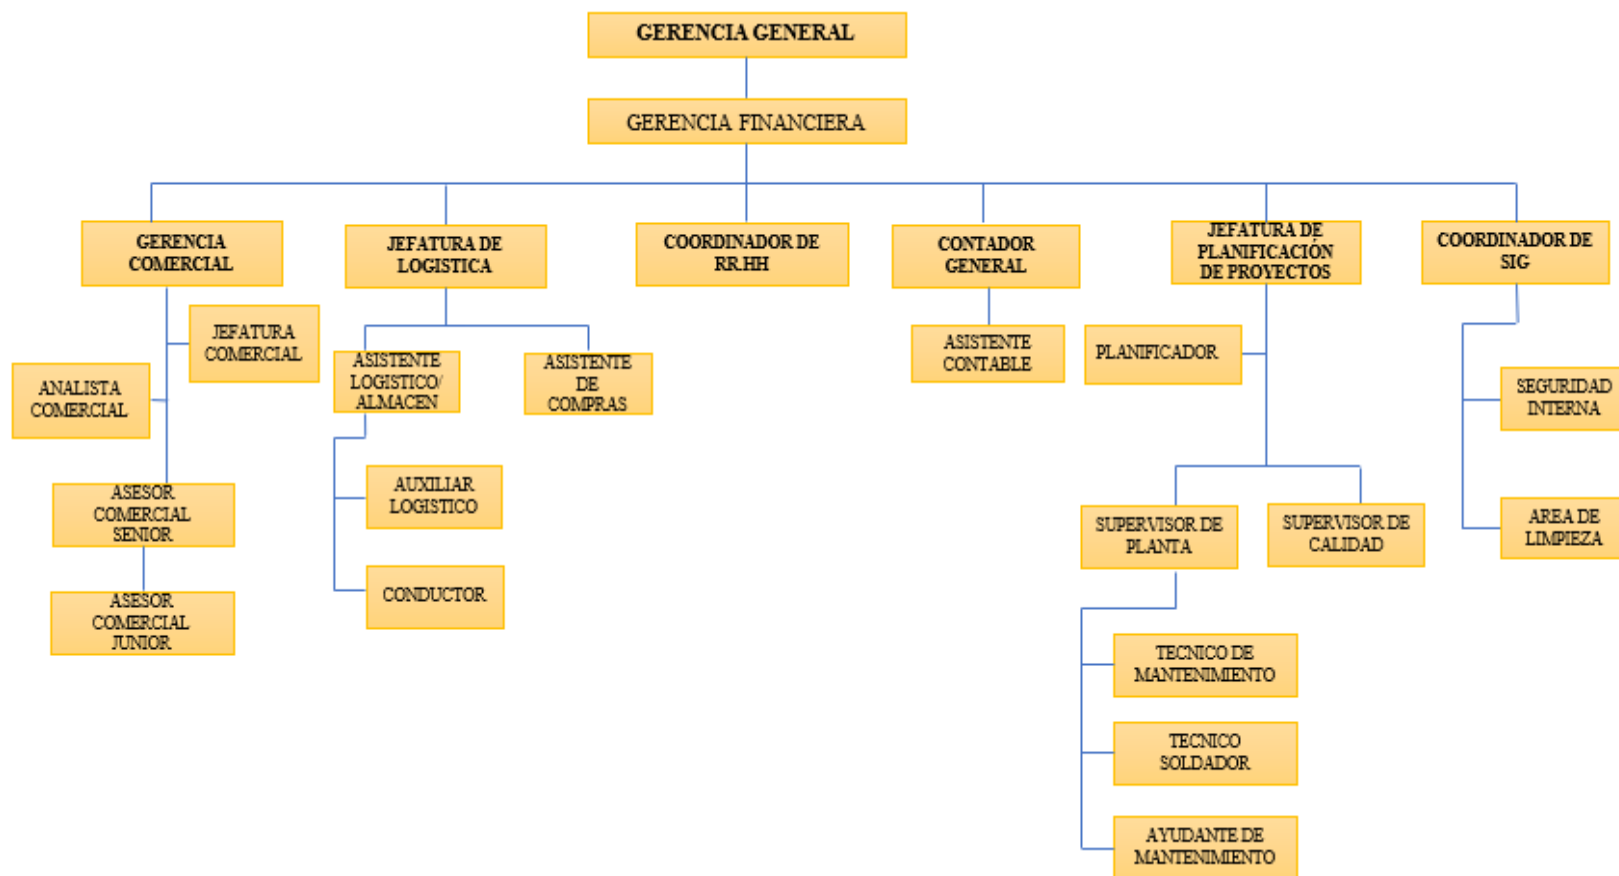 GERENCIA GENERAL
GERENCIA FINANCIERA
GERENCIA
COMERCIAL
JEFATURA DE
LOGISTICA
COORDINADOR DE
RR.HH
CONTADOR
GENERAL
JEFATURA DE
PLANIFICACIÓN
DE PROYECTOS
COORDINADOR DE
SIG
JEFATURA
COMERCIAL
ANALISTA
COMERCIAL
ASISTENTE
LOGISTICO/
ALMACEN
ASISTENTE
DE
COMPRAS
ASISTENTE
CONTABLE
PLANIFICADOR
SEGURIDAD
INTERNA
ASESOR
COMERCIAL
SENIOR
AUXILIAR
LOGISTICO
SUPERVISOR DE
PLANTA
SUPERVISOR DE
CALIDAD
AREA DE
LIMPIEZA
ASESOR
COMERCIAL
JUNIOR
CONDUCTOR
TECNICO DE
MANTENIMIENTO
TECNICO
SOLDADOR
AYUDANTE DE
MANTENIMIENTO